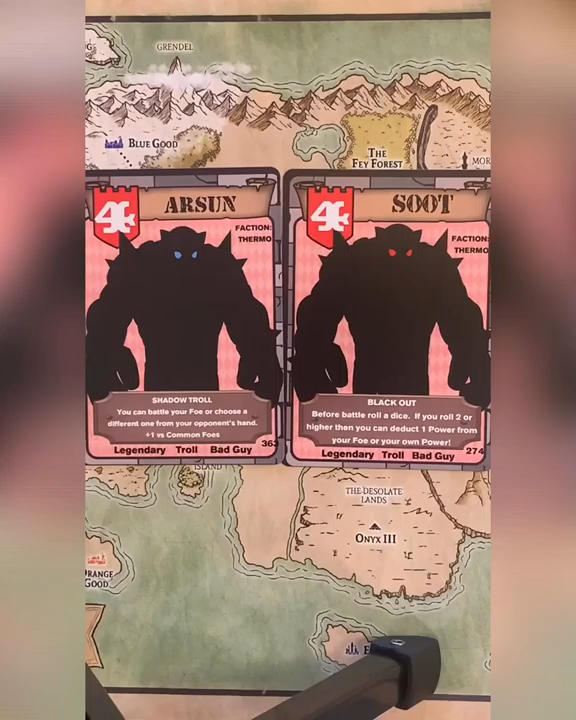 GRENDEL
BLUE GOOD
THE
FEY FOREST
MOR
ARSUN
FACTION:
THERMO
SHADOW TROLL
You can battle your Foe or choose a
different one from your opponent's hand.
+1 vs Common Foes
363
Legendary Troll Bad Guy
SOOT
FACTION:
THERMO
BLACK OUT
Before battle roll a dice. If you roll 2 or
higher then you can deduct 1 Power from
your Foe or your own Power!
274
Legendary Troll Bad Guy
ISLAND
THE DESOLATE
LANDS
ONYX III
RANGE
GOOD
E